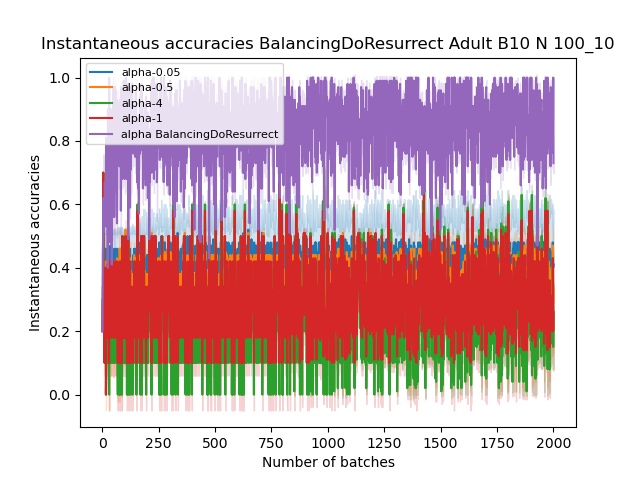 Instantaneous accuracies BalancingDoResurrect Adult B10 N 100_10
alpha-0.05
alpha-0.5
alpha-4
alpha-1
alpha BalancingDoResurrect
1.0
0.8
0.6
0.4
0.2
0.0
Instantaneous accuracies
0 250 500 750 1000 1250 1500 1750 2000
Number of batches